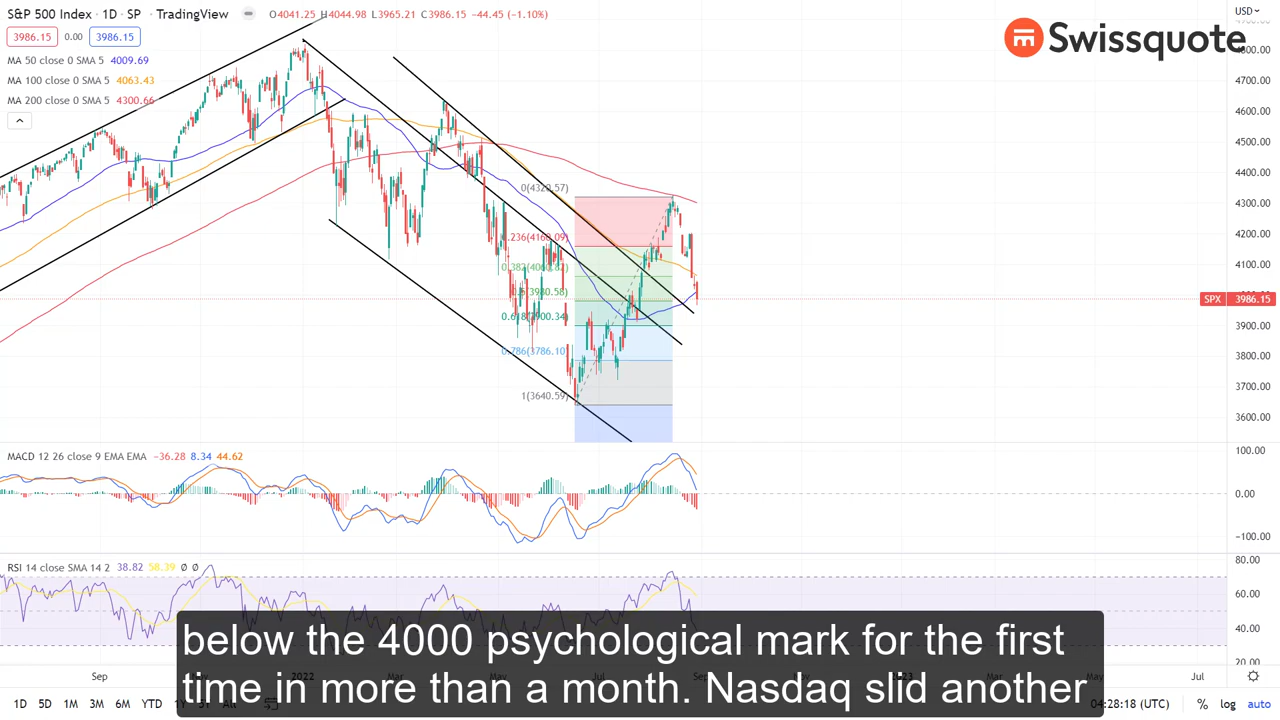 S&P 500 Index · 1D · SP · TradingView
O4041.25 H4044.98 L3965.21 C3986.15 −44.45 (−1.10%)
USD
Swissquote
3986.15 0.00 3986.15
MA 50 close 0 SMA 5 4009.69
MA 100 close 0 SMA 5 4063.43
MA 200 close 0 SMA 5 4300.66
4800.00
4700.00
4600.00
4500.00
4400.00
4300.00
4200.00
4100.00
3900.00
3800.00
3700.00
3600.00
SPX 3986.15
0(4320.57)
0.236(4160.09)
0.618(3900.34)
0.786(3786.10)
1(3640.59)
MACD 12 26 close 9 EMA EMA −36.28 8.34 44.62
100.00
0.00
−100.00
RSI 14 close SMA 14 2 38.82 58.39 Ø Ø
80.00
60.00
40.00
20.00
below the 4000 psychological mark for the first
time in more than a month. Nasdaq slid another
Sep 2022 Sep Jul
1D 5D 1M 3M 6M YTD
04:28:18 (UTC) % log auto